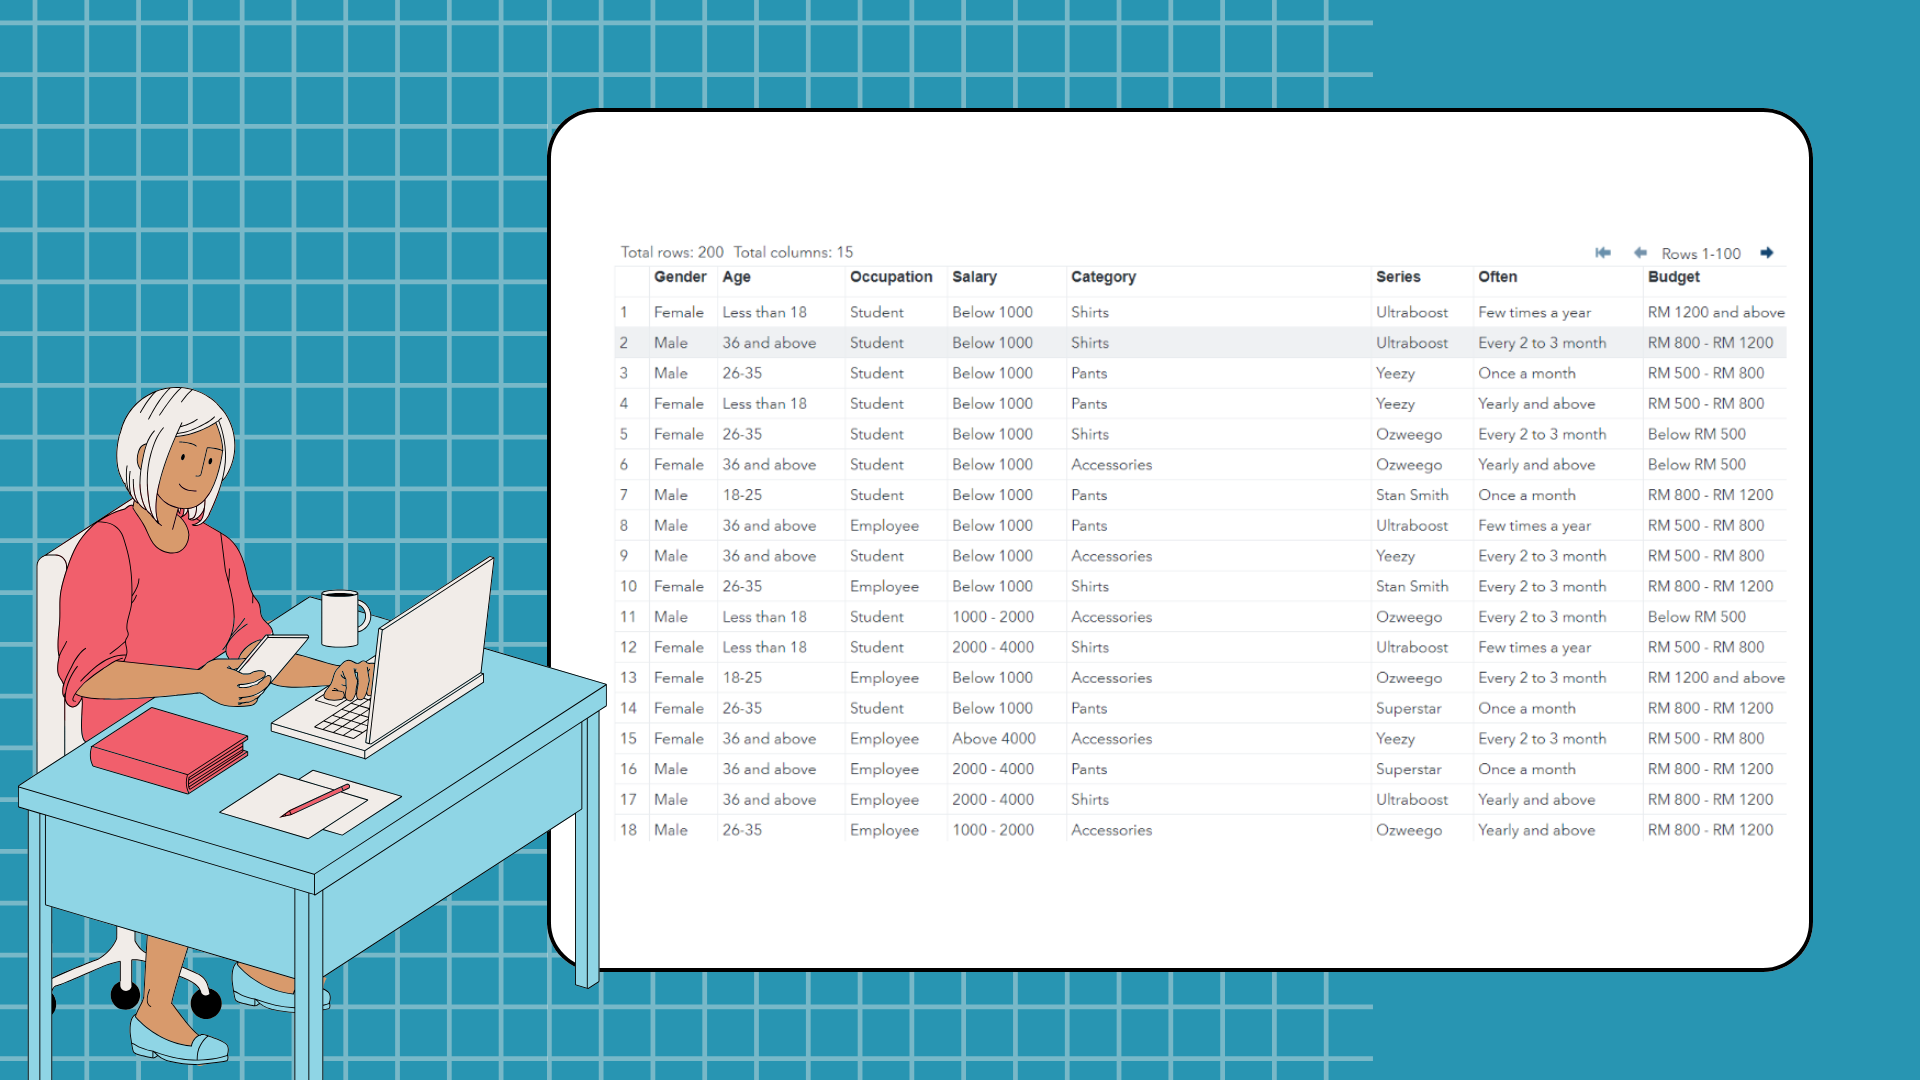 Total rows: 200 Total columns: 15 Rows 1-100
Gender Age Occupation Salary Category Series Often Budget
1 Female Less than 18 Student Below 1000 Shirts Ultraboost Few times a year RM 1200 and above
2 Male 36 and above Student Below 1000 Shirts Ultraboost Every 2 to 3 month RM 800 - RM 1200
3 Male 26-35 Student Below 1000 Pants Yeezy Once a month RM 500 - RM 800
4 Female Less than 18 Student Below 1000 Pants Yeezy Yearly and above RM 500 - RM 800
5 Female 26-35 Student Below 1000 Shirts Ozweego Every 2 to 3 month Below RM 500
6 Female 36 and above Student Below 1000 Accessories Ozweego Yearly and above Below RM 500
7 Male 18-25 Student Below 1000 Pants Stan Smith Once a month RM 800 - RM 1200
8 Male 36 and above Employee Below 1000 Pants Ultraboost Few times a year RM 500 - RM 800
9 Male 36 and above Student Below 1000 Accessories Yeezy Every 2 to 3 month RM 500 - RM 800
10 Female 26-35 Employee Below 1000 Shirts Stan Smith Every 2 to 3 month RM 800 - RM 1200
11 Male Less than 18 Student 1000 - 2000 Accessories Ozweego Every 2 to 3 month Below RM 500
12 Female Less than 18 Student 2000 - 4000 Shirts Ultraboost Few times a year RM 500 - RM 800
13 Female 18-25 Employee Below 1000 Accessories Ozweego Every 2 to 3 month RM 1200 and above
14 Female 26-35 Student Below 1000 Pants Superstar Once a month RM 800 - RM 1200
15 Female 36 and above Employee Above 4000 Accessories Yeezy Every 2 to 3 month RM 500 - RM 800
16 Male 36 and above Employee 2000 - 4000 Pants Superstar Once a month RM 800 - RM 1200
17 Male 36 and above Employee 2000 - 4000 Shirts Ultraboost Yearly and above RM 800 - RM 1200
18 Male 26-35 Employee 1000 - 2000 Accessories Ozweego Yearly and above RM 800 - RM 1200